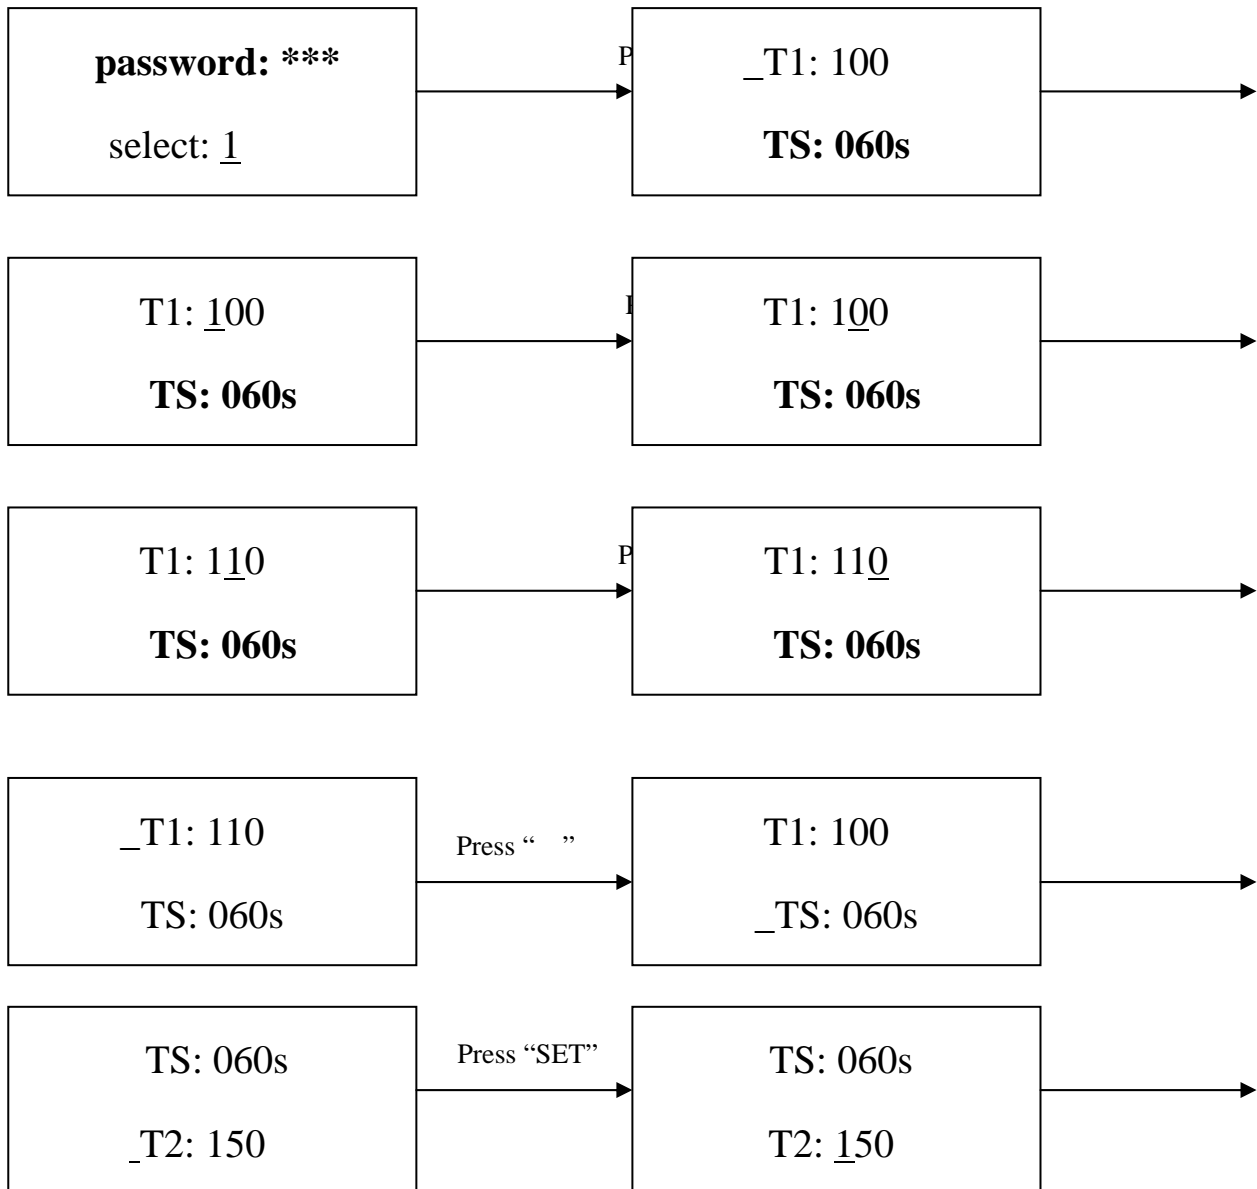 password: ***
select: 1
P
_T1: 100
TS: 060s
T1: 100
TS: 060s
T1: 100
TS: 060s
T1: 110
TS: 060s
P
T1: 110
TS: 060s
_T1: 110
TS: 060s
Press “ ”
T1: 100
_TS: 060s
TS: 060s
_T2: 150
Press “SET”
TS: 060s
T2: 150